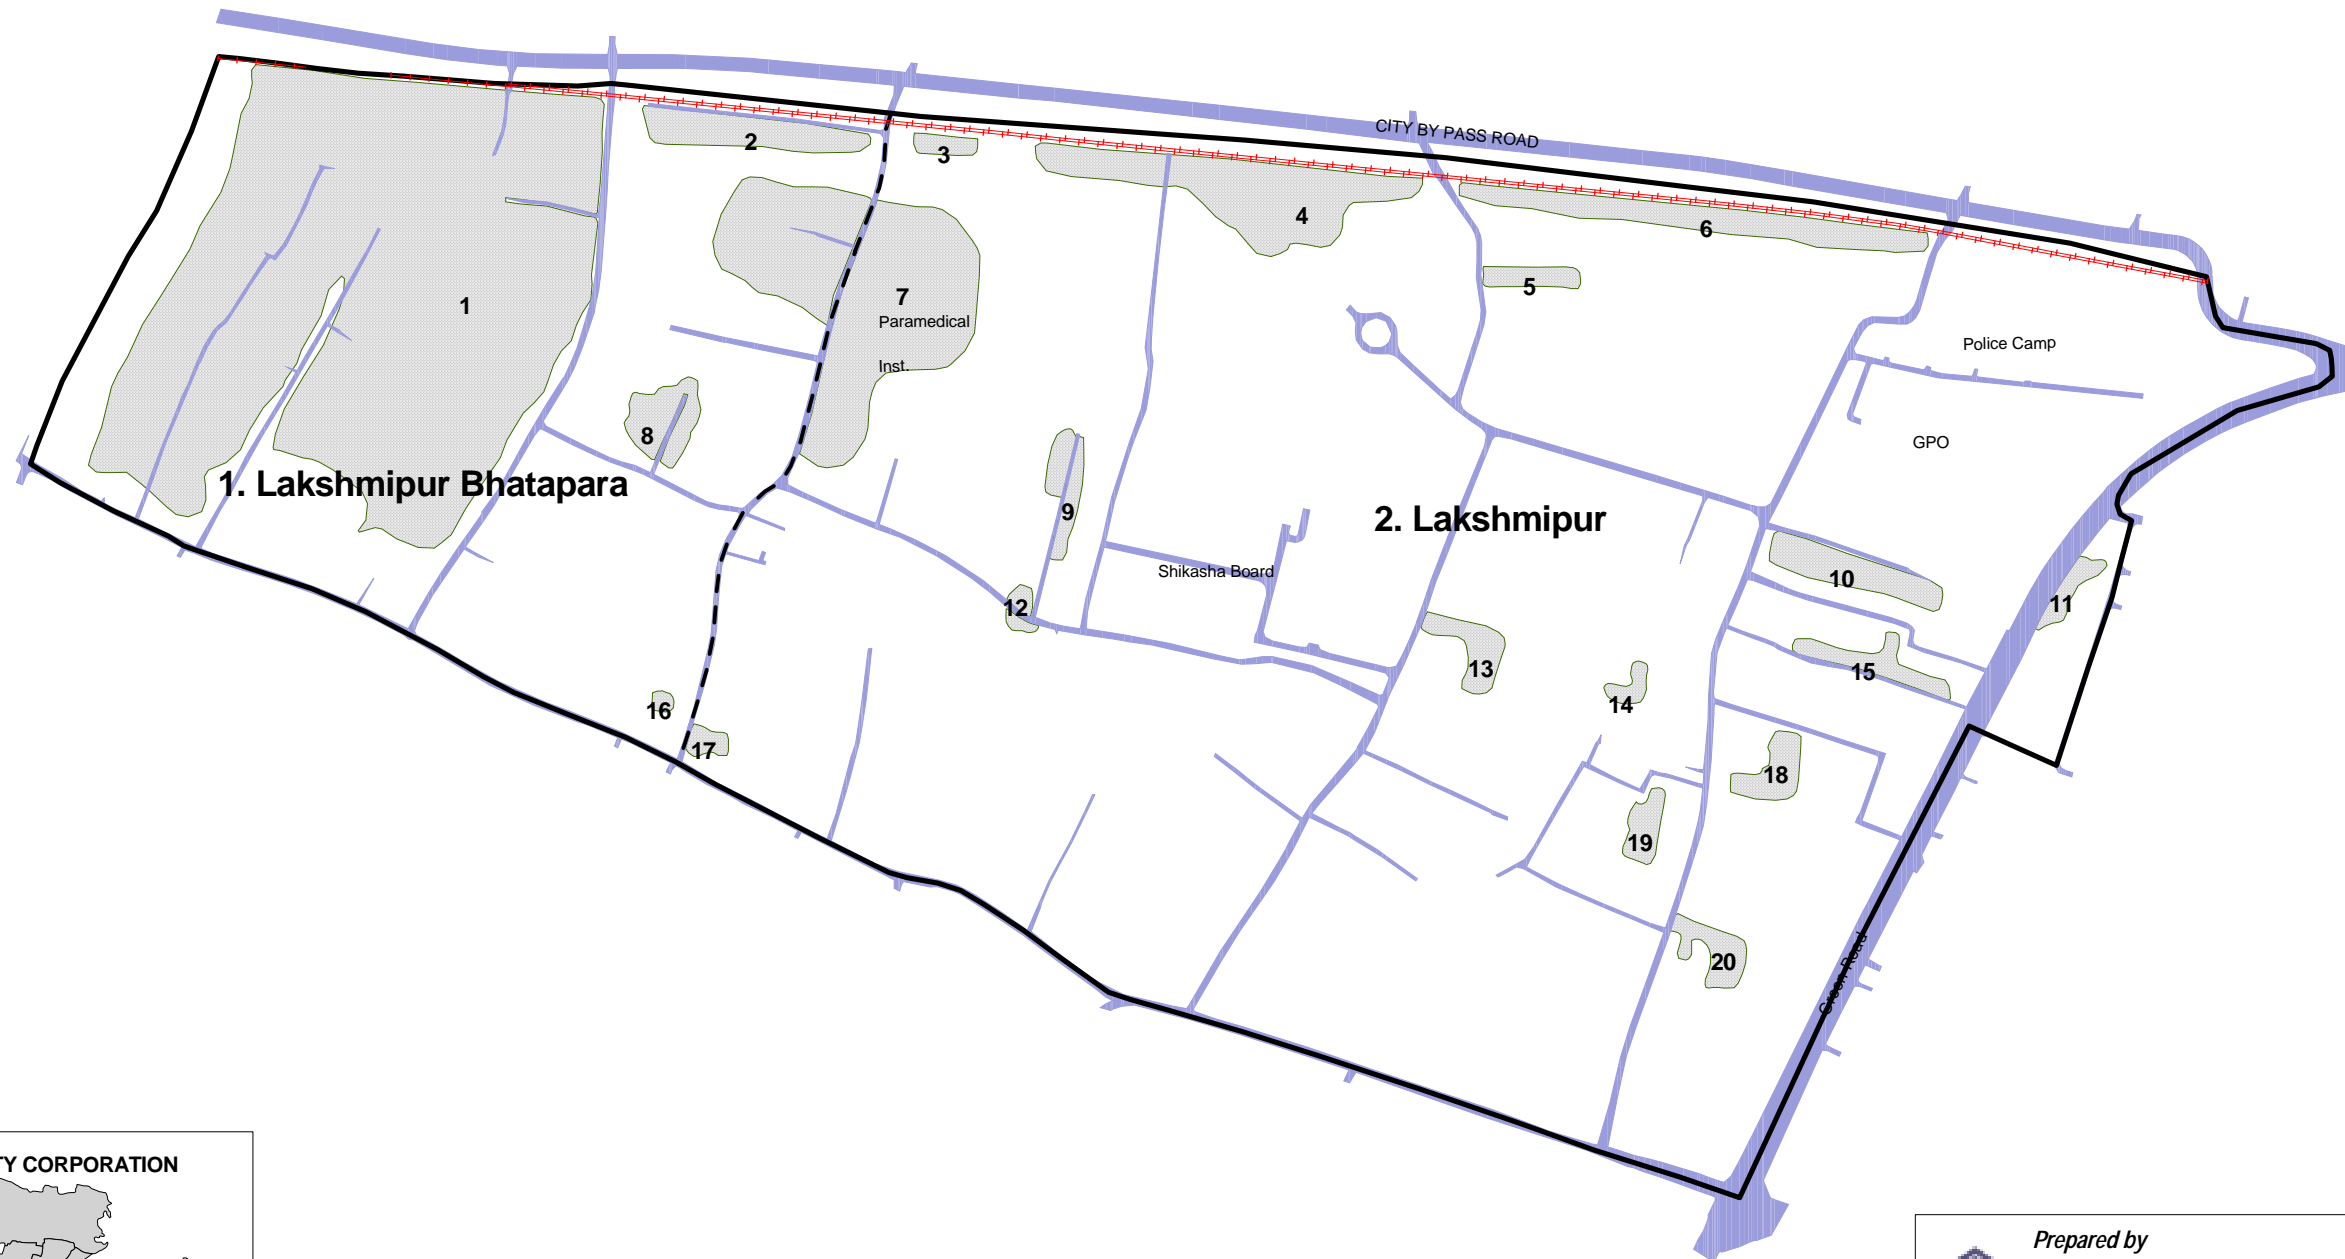 CITY BY PASS ROAD
2
3
4
6
5
1
7
Paramedical
Inst.
Police Camp
GPO
8
1. Lakshmipur Bhatapara
9
2. Lakshmipur
Shikasha Board
10
11
12
13
15
14
16
17
18
19
20
Green Road
TY CORPORATION
Prepared by